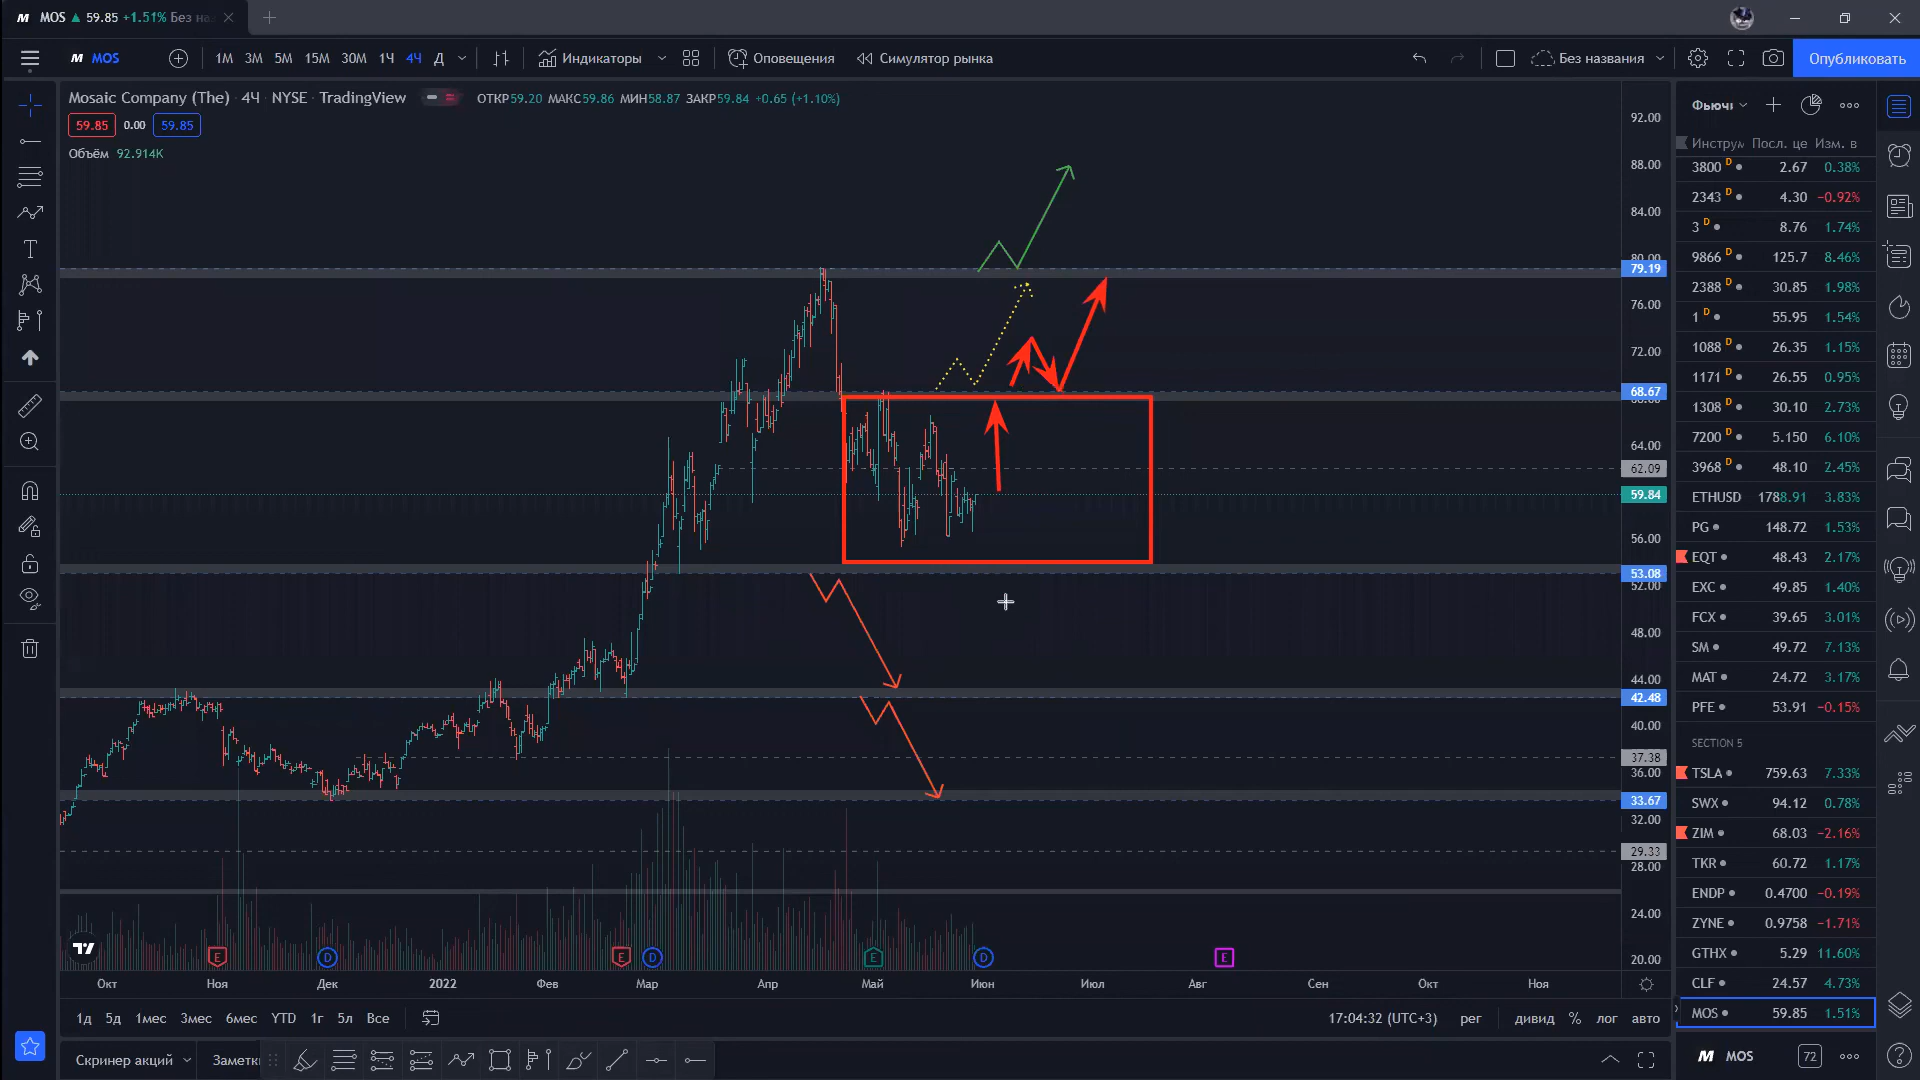 MOS ▲ 59.85 +1.51% Без на
MOS
1М 3М 5М 15М 30М 1Ч 4Ч Д
Индикаторы
Оповещения
Симулятор рынка
Без названия
Опубликовать
Mosaic Company (The) · 4Ч · NYSE · TradingView
ОТКР59.20 МАКС59.86 МИН58.87 ЗАКР59.84 +0.65 (+1.10%)
59.85 0.00 59.85
Объём 92.914K
92.00
88.00
84.00
80.00
79.19
76.00
72.00
68.67
64.00
62.09
59.84
56.00
53.08
52.00
48.00
44.00
42.48
40.00
37.38
36.00
33.67
32.00
29.33
28.00
24.00
20.00
E D E D E D E
Окт Ноя Дек 2022 Фев Мар Апр Май Июн Июл Авг Сен Окт Ноя
1д 5д 1мес 3мес 6мес YTD 1г 5л Все
17:04:32 (UTC+3) рег дивид % лог авто
Скринер акций
Заметк
Фьючи
Инструм Посл. це Изм. в
3800 D 2.67 0.38%
2343 D 4.30 −0.92%
3 D 8.76 1.74%
9866 D 125.7 8.46%
2388 D 30.85 1.98%
1 D 55.95 1.54%
1088 D 26.35 1.15%
1171 D 26.55 0.95%
1308 D 30.10 2.73%
7200 D 5.150 6.10%
3968 D 48.10 2.45%
ETHUSD 1788.91 3.83%
PG 148.72 1.53%
EQT 48.43 2.17%
EXC 49.85 1.40%
FCX 39.65 3.01%
SM 49.72 7.13%
MAT 24.72 3.17%
PFE 53.91 −0.15%
SECTION 5
TSLA 759.63 7.33%
SWX 94.12 0.78%
ZIM 68.03 −2.16%
TKR 60.72 1.17%
ENDP 0.4700 −0.19%
ZYNE 0.9758 −1.71%
GTHX 5.29 11.60%
CLF 24.57 4.73%
MOS 59.85 1.51%
MOS 72